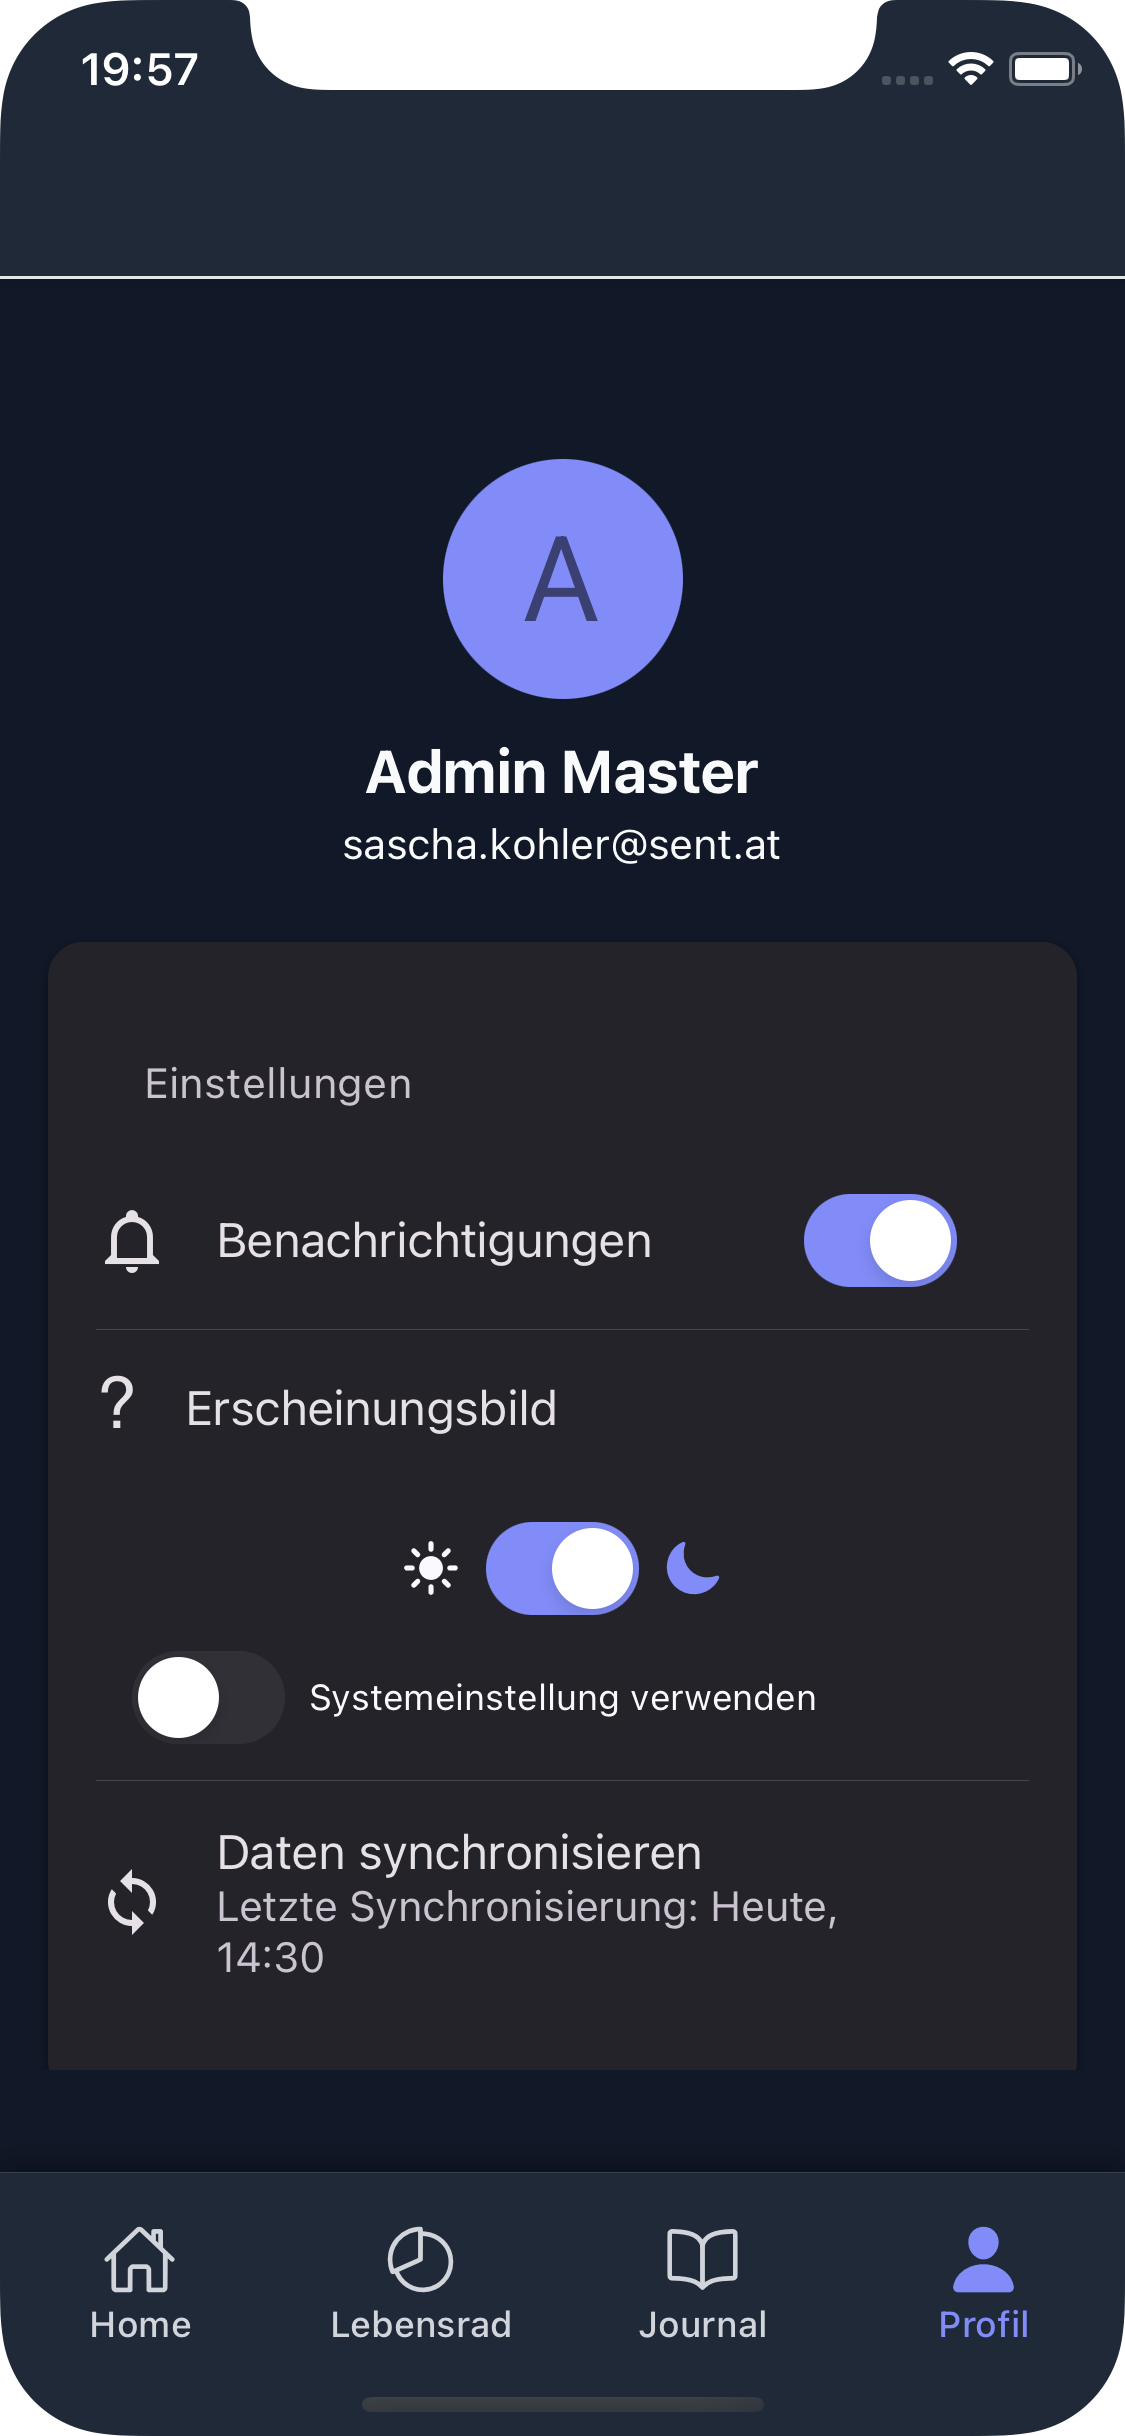 19:57
A
Admin Master
sascha.kohler@sent.at
Einstellungen
Benachrichtigungen
? Erscheinungsbild
Systemeinstellung verwenden
Daten synchronisieren
Letzte Synchronisierung: Heute,
14:30
Home Lebensrad Journal Profil